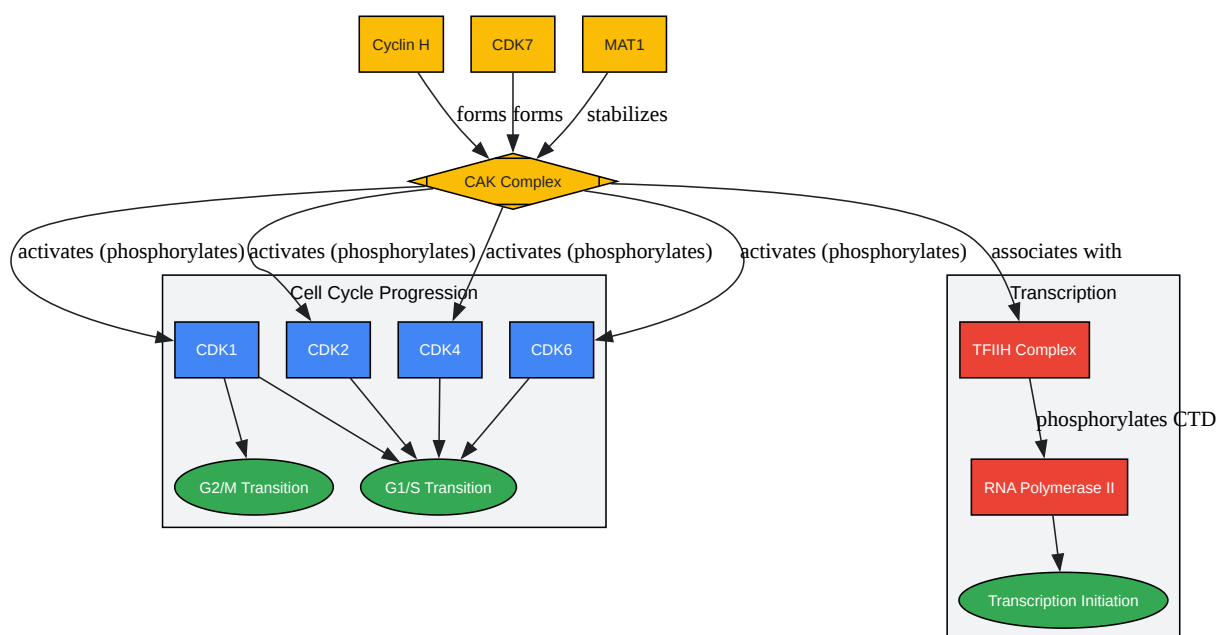 Cyclin H
CDK7
MAT1
forms
forms
stabilizes
CAK Complex
activates (phosphorylates)
activates (phosphorylates)
activates (phosphorylates)
activates (phosphorylates)
associates with
Cell Cycle Progression
Transcription
CDK1
CDK2
CDK4
CDK6
TFIIH Complex
phosphorylates CTD
G2/M Transition
G1/S Transition
RNA Polymerase II
Transcription Initiation